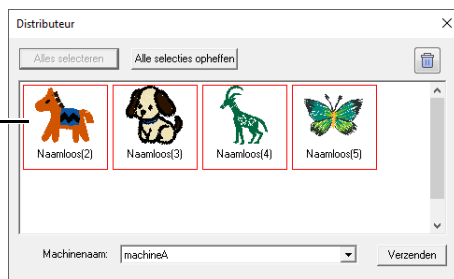 Distributeur
Alles selecteren Alle selecties opheffen
Naamloos(2) Naamloos(3) Naamloos(4) Naamloos(5)
Machinenaam: machineA Verzenden